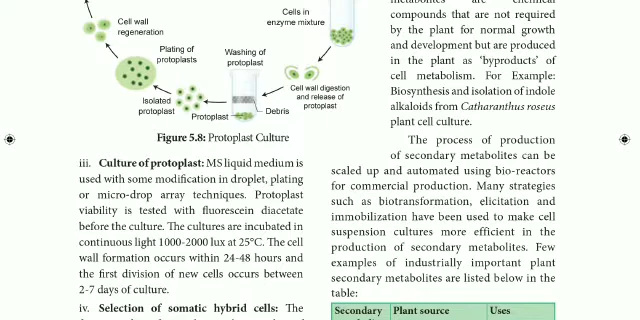 Cell wall
regeneration
Plating of
protoplasts
Isolated
protoplast
Protoplast
Washing of
protoplast
Debris
Cells in
enzyme mixture
Cell wall digestion
and release of
protoplast
Figure 5.8: Protoplast Culture
iii. Culture of protoplast: MS liquid medium is
used with some modification in droplet, plating
or micro-drop array techniques. Protoplast
viability is tested with fluorescein diacetate
before the culture. The cultures are incubated in
continuous light 1000-2000 lux at 25°C. The cell
wall formation occurs within 24-48 hours and
the first division of new cells occurs between
2-7 days of culture.
iv. Selection of somatic hybrid cells: The
metabolites are chemical
compounds that are not required
by the plant for normal growth
and development but are produced
in the plant as ‘byproducts’ of
cell metabolism. For Example:
Biosynthesis and isolation of indole
alkaloids from Catharanthus roseus
plant cell culture.
The process of production
of secondary metabolites can be
scaled up and automated using bio-reactors
for commercial production. Many strategies
such as biotransformation, elicitation and
immobilization have been used to make cell
suspension cultures more efficient in the
production of secondary metabolites. Few
examples of industrially important plant
secondary metabolites are listed below in the
table:
Secondary Plant source Uses